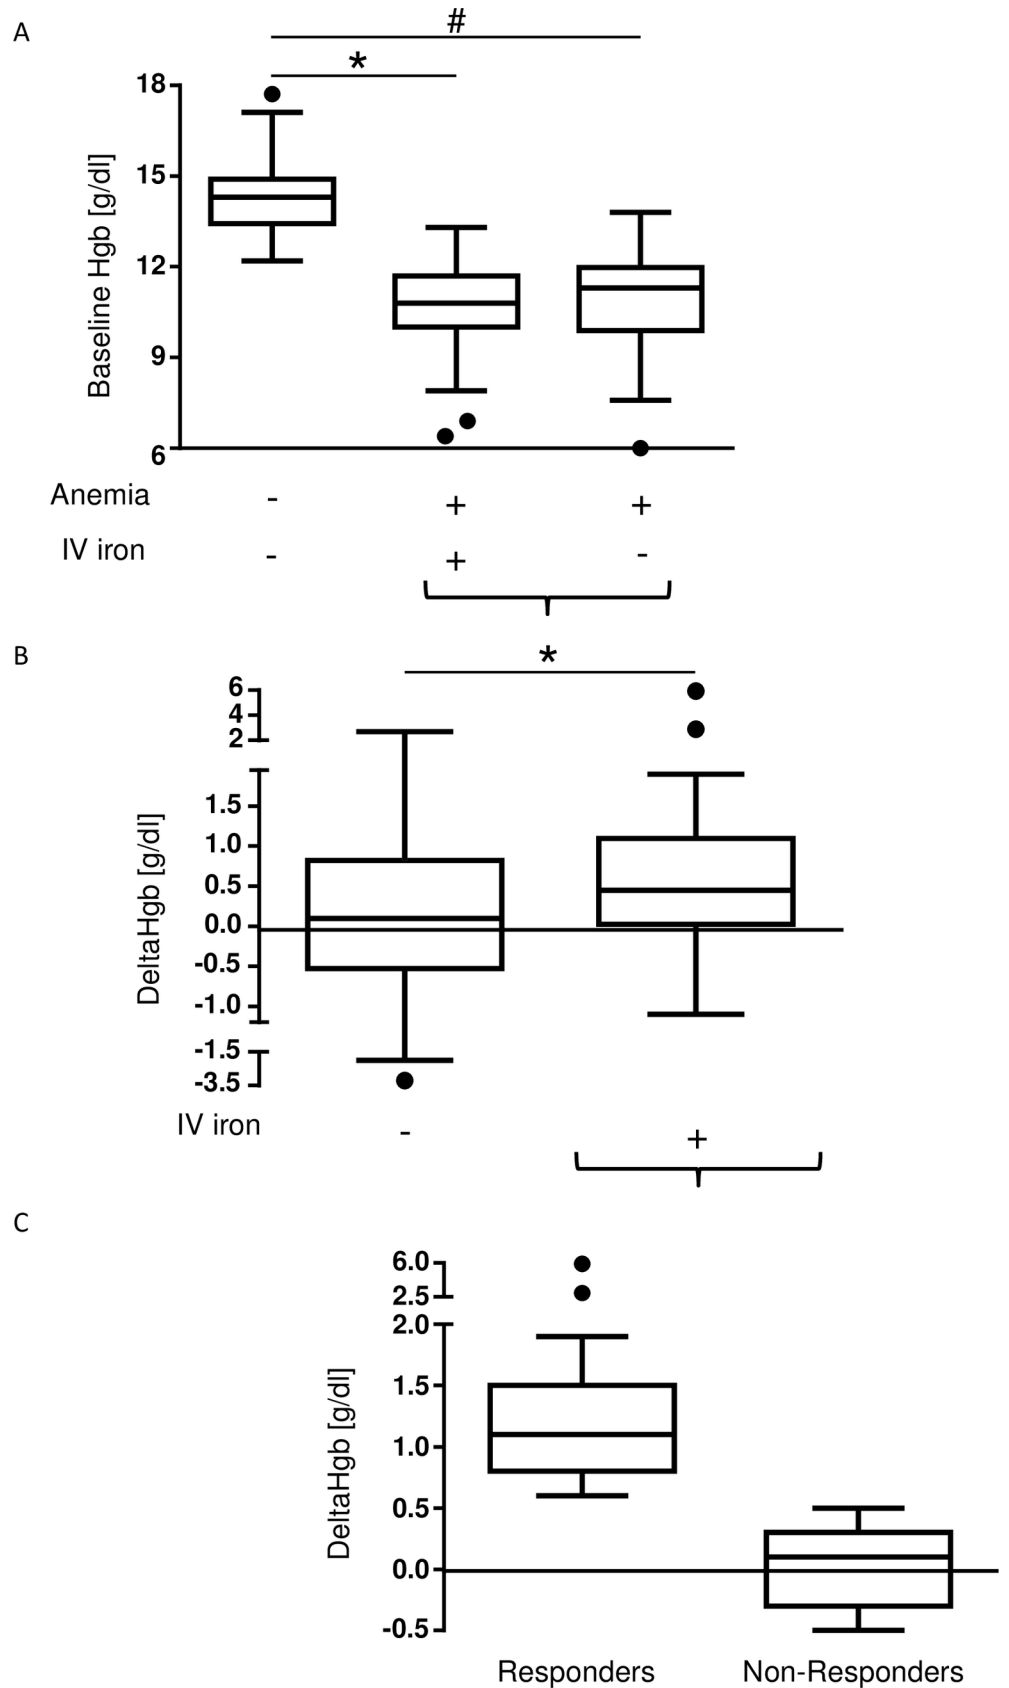 A
#
*
18
15
12
9
6
Baseline Hgb [g/dl]
Anemia - + +
IV iron - + -
B
*
6
4
2
1.5
1.0
0.5
0.0
-0.5
-1.0
-1.5
-3.5
DeltaHgb [g/dl]
IV iron - +
C
6.0
2.5
2.0
1.5
1.0
0.5
0.0
-0.5
DeltaHgb [g/dl]
Responders Non-Responders